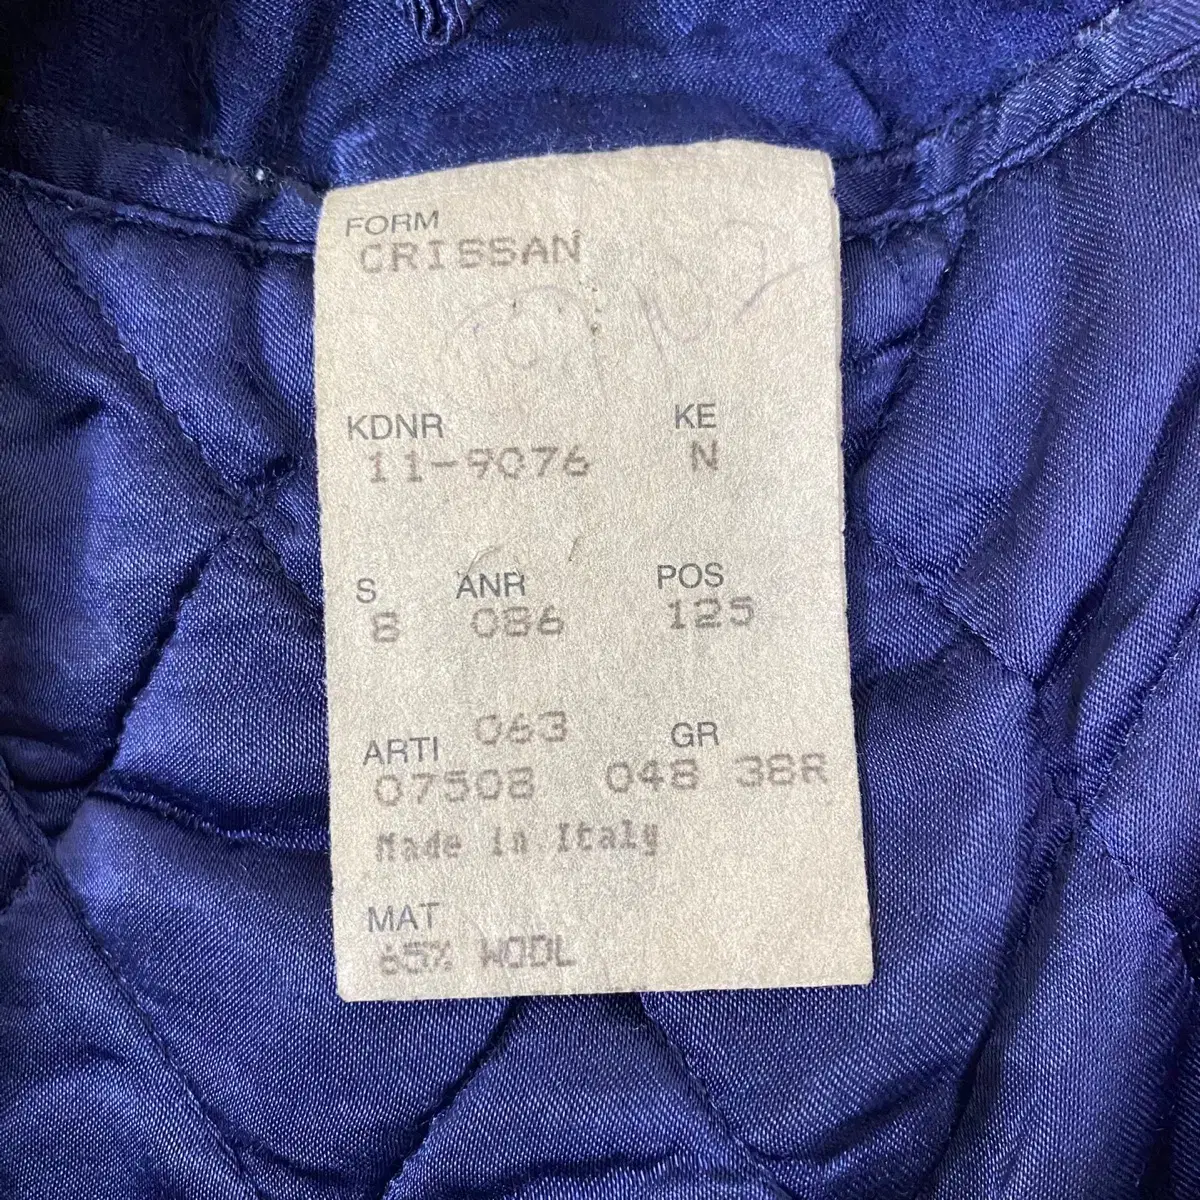 FORM
CRISSAN
KDNR KE
11-9076 N
S ANR POS
8 086 125
063
ARTI GR
07508 048 38R
Made in Italy
MAT
65% WOOL